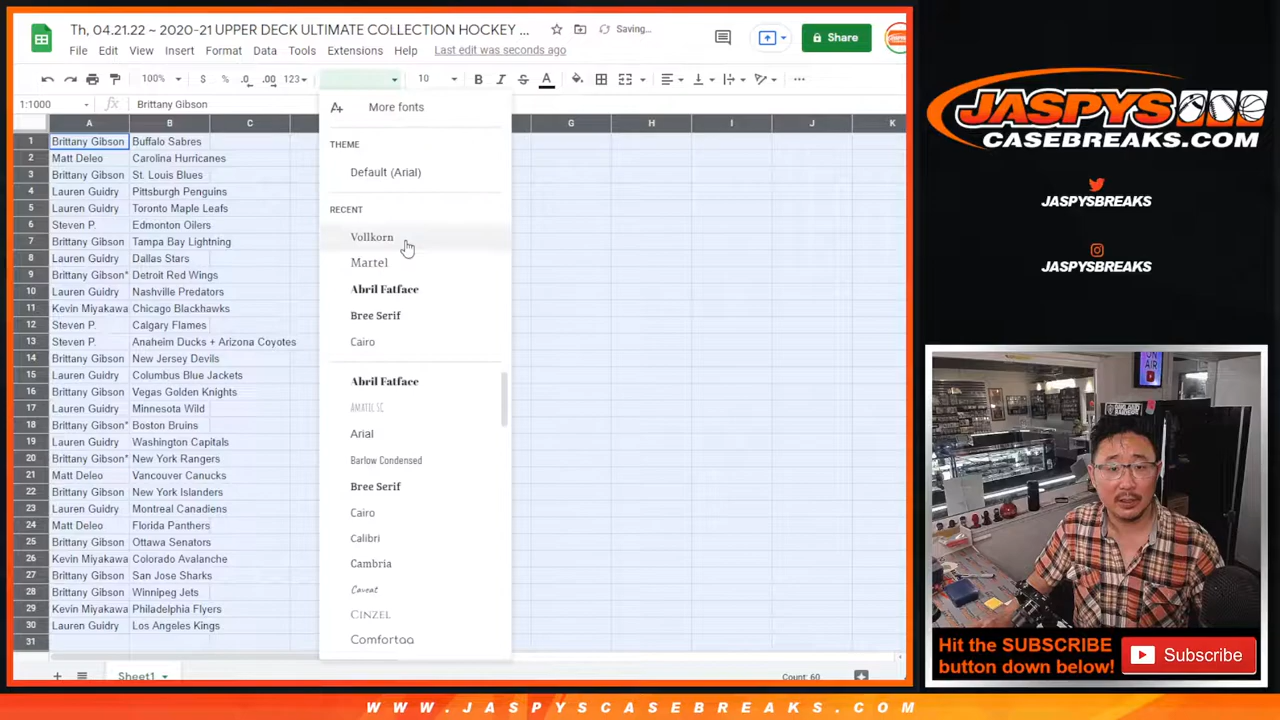 Th, 04.21.22 ~ 2020-21 UPPER DECK ULTIMATE COLLECTION HOCKEY ...
Saving...
File Edit View Insert Format Data Tools Extensions Help Last edit was seconds ago
Share
100% $ % .0 .00 123 10 B I S A
1:1000 fx Brittany Gibson
A B C G H I J K
1 Brittany Gibson Buffalo Sabres
2 Matt Deleo Carolina Hurricanes
3 Brittany Gibson St. Louis Blues
4 Lauren Guidry Pittsburgh Penguins
5 Lauren Guidry Toronto Maple Leafs
6 Steven P. Edmonton Oilers
7 Brittany Gibson Tampa Bay Lightning
8 Lauren Guidry Dallas Stars
9 Brittany Gibson* Detroit Red Wings
10 Lauren Guidry Nashville Predators
11 Kevin Miyakawa Chicago Blackhawks
12 Steven P. Calgary Flames
13 Steven P. Anaheim Ducks + Arizona Coyotes
14 Brittany Gibson New Jersey Devils
15 Lauren Guidry Columbus Blue Jackets
16 Brittany Gibson Vegas Golden Knights
17 Lauren Guidry Minnesota Wild
18 Brittany Gibson* Boston Bruins
19 Lauren Guidry Washington Capitals
20 Brittany Gibson* New York Rangers
21 Matt Deleo Vancouver Canucks
22 Brittany Gibson New York Islanders
23 Lauren Guidry Montreal Canadiens
24 Matt Deleo Florida Panthers
25 Brittany Gibson Ottawa Senators
26 Kevin Miyakawa Colorado Avalanche
27 Brittany Gibson San Jose Sharks
28 Brittany Gibson Winnipeg Jets
29 Kevin Miyakawa Philadelphia Flyers
30 Lauren Guidry Los Angeles Kings
31
More fonts
THEME
Default (Arial)
RECENT
Vollkorn
Martel
Abril Fatface
Bree Serif
Cairo
Abril Fatface
AMATIC SC
Arial
Barlow Condensed
Bree Serif
Cairo
Calibri
Cambria
Caveat
CINZEL
Comfortaa
Sheet1
Count: 60
JASPYS
CASEBREAKS.COM
JASPYSBREAKS
JASPYSBREAKS
ON AIR
Hit the SUBSCRIBE
button down below!
Subscribe
WWW.JASPYSCASEBREAKS.COM